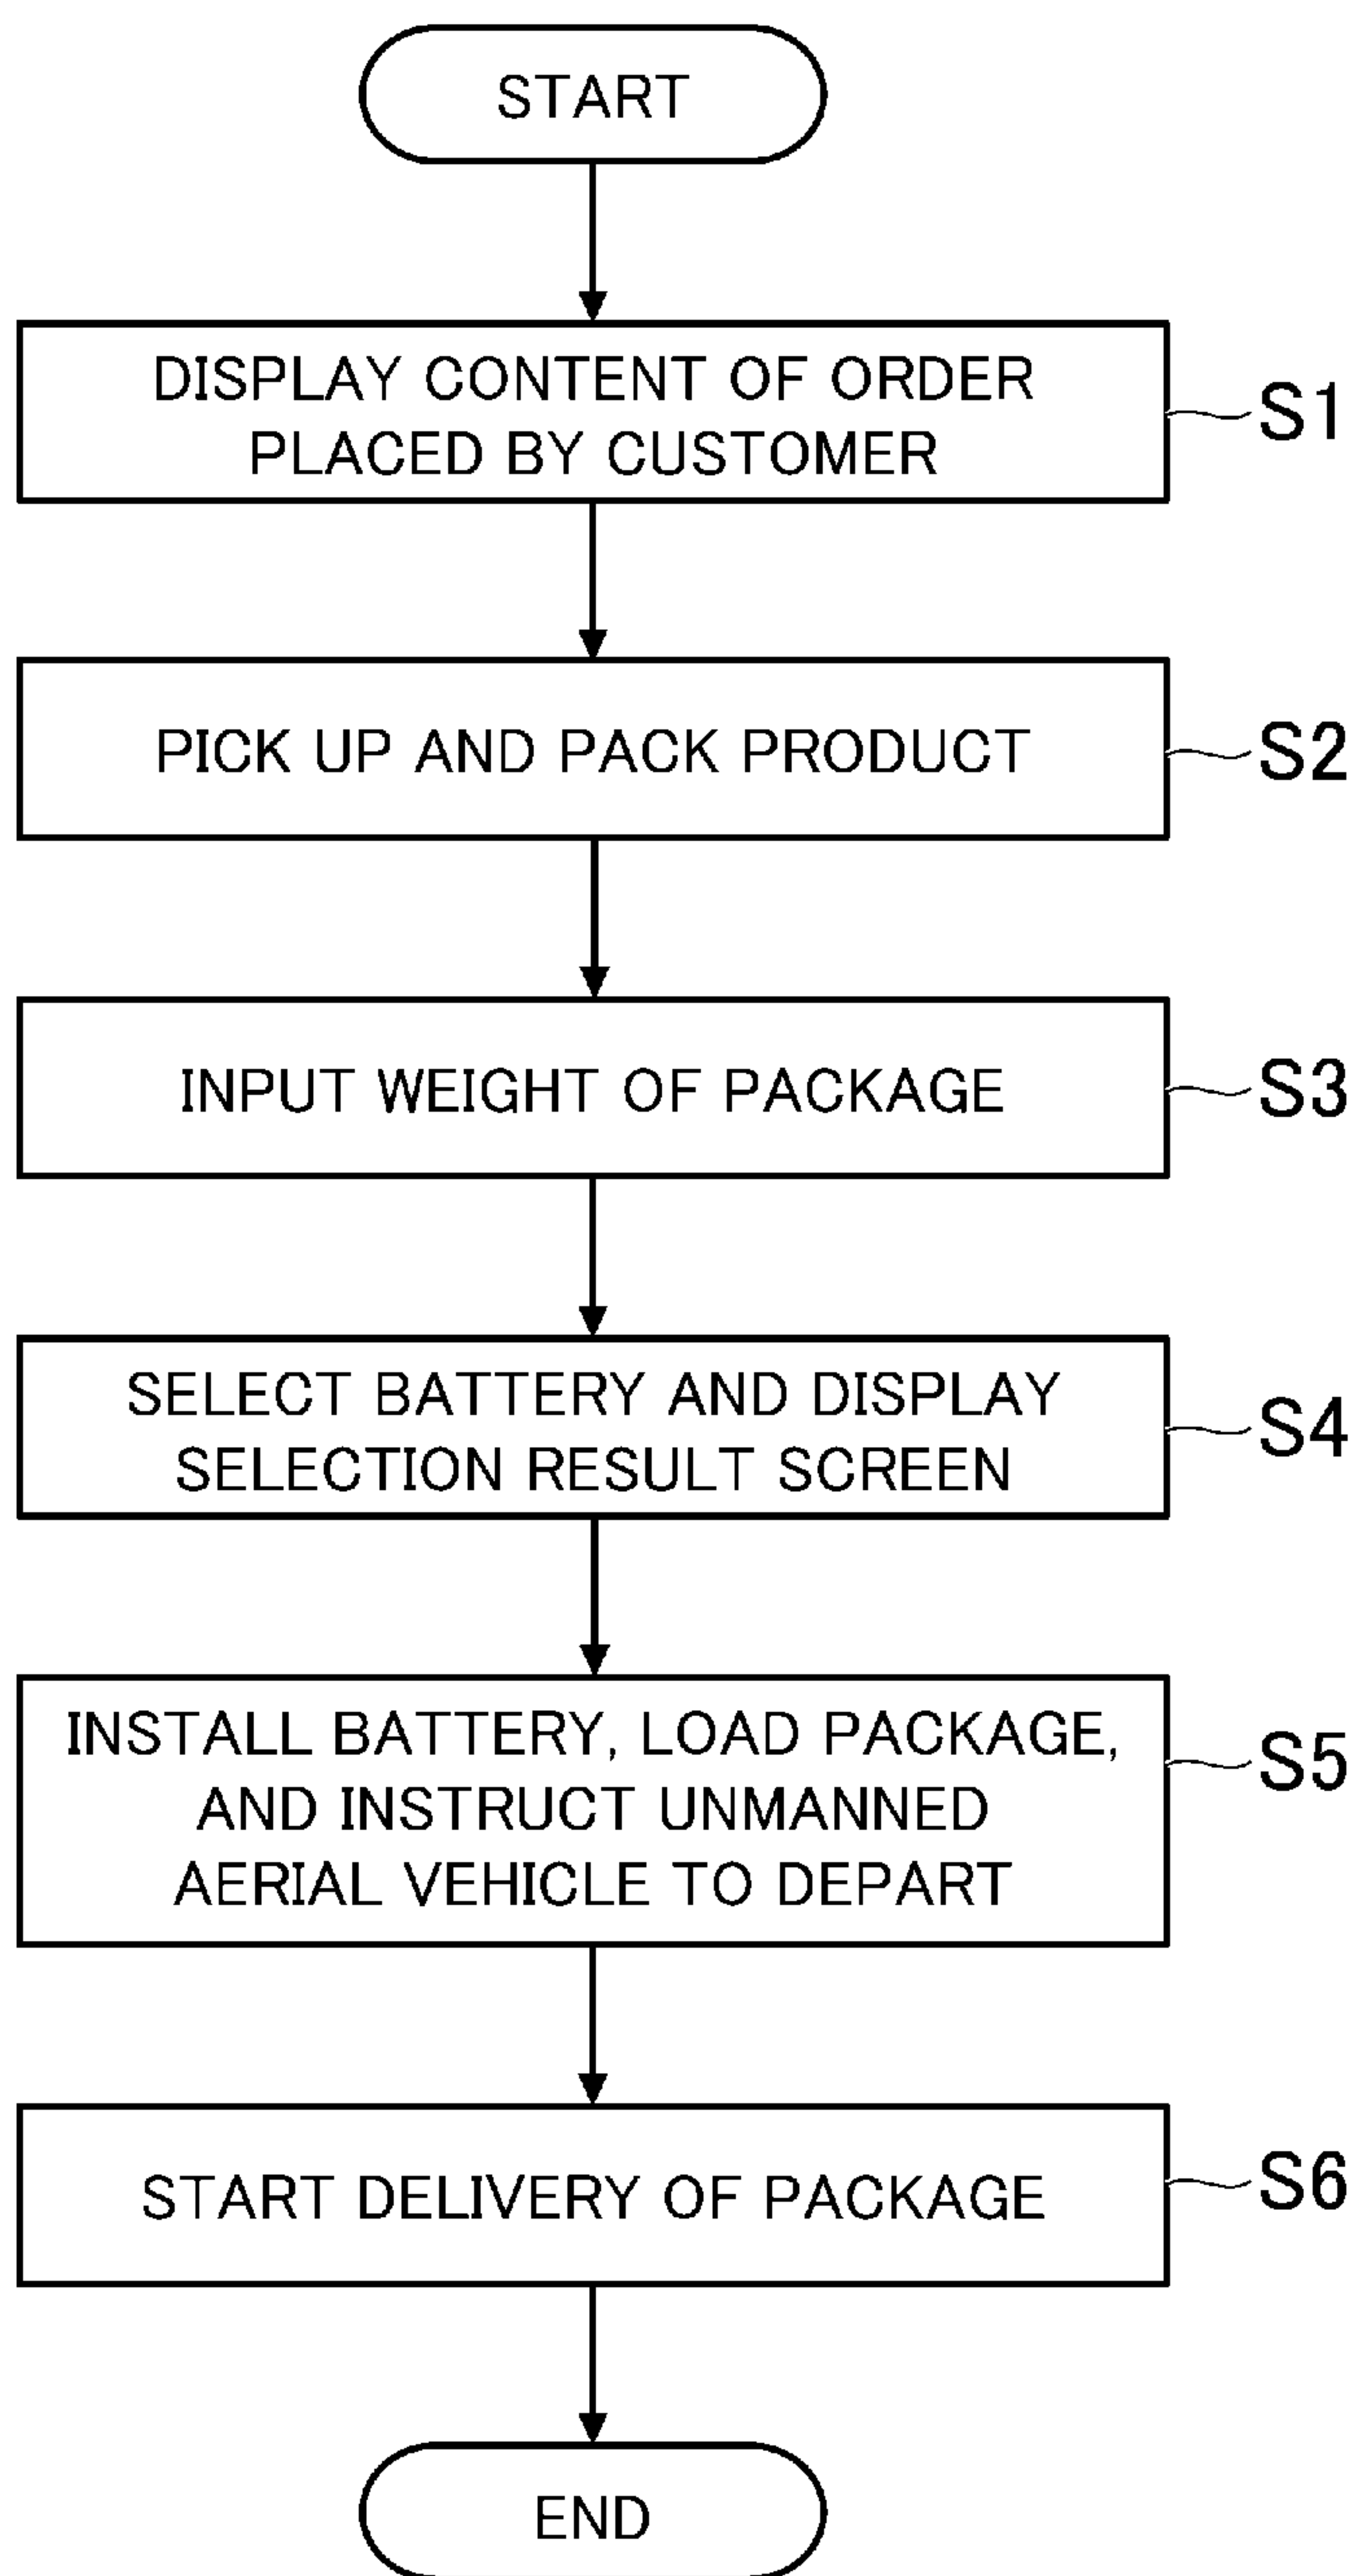 START
DISPLAY CONTENT OF ORDER
PLACED BY CUSTOMER
S1
PICK UP AND PACK PRODUCT
S2
INPUT WEIGHT OF PACKAGE
S3
SELECT BATTERY AND DISPLAY
SELECTION RESULT SCREEN
S4
INSTALL BATTERY, LOAD PACKAGE,
AND INSTRUCT UNMANNED
AERIAL VEHICLE TO DEPART
S5
START DELIVERY OF PACKAGE
S6
END